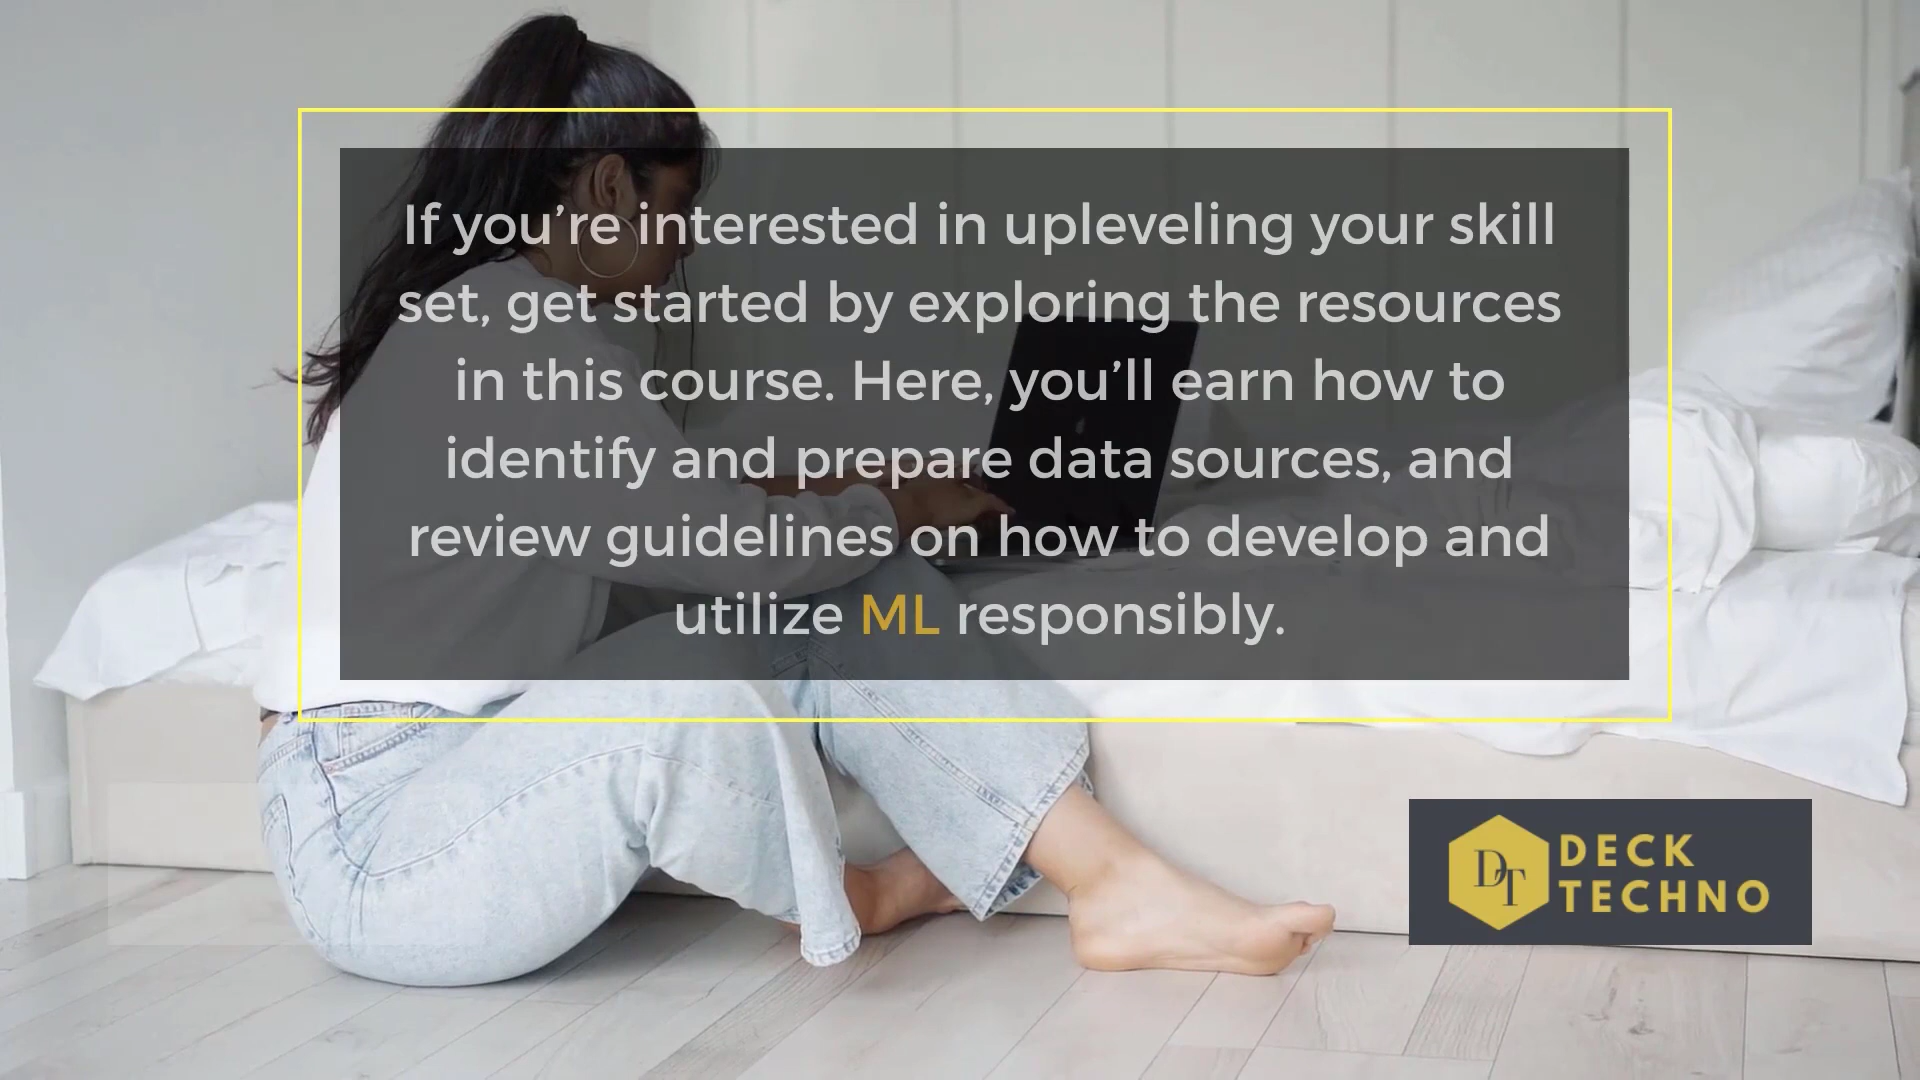 If you’re interested in upleveling your skill
set, get started by exploring the resources
in this course. Here, you’ll earn how to
identify and prepare data sources, and
review guidelines on how to develop and
utilize ML responsibly.
DT
DECK
TECHNO